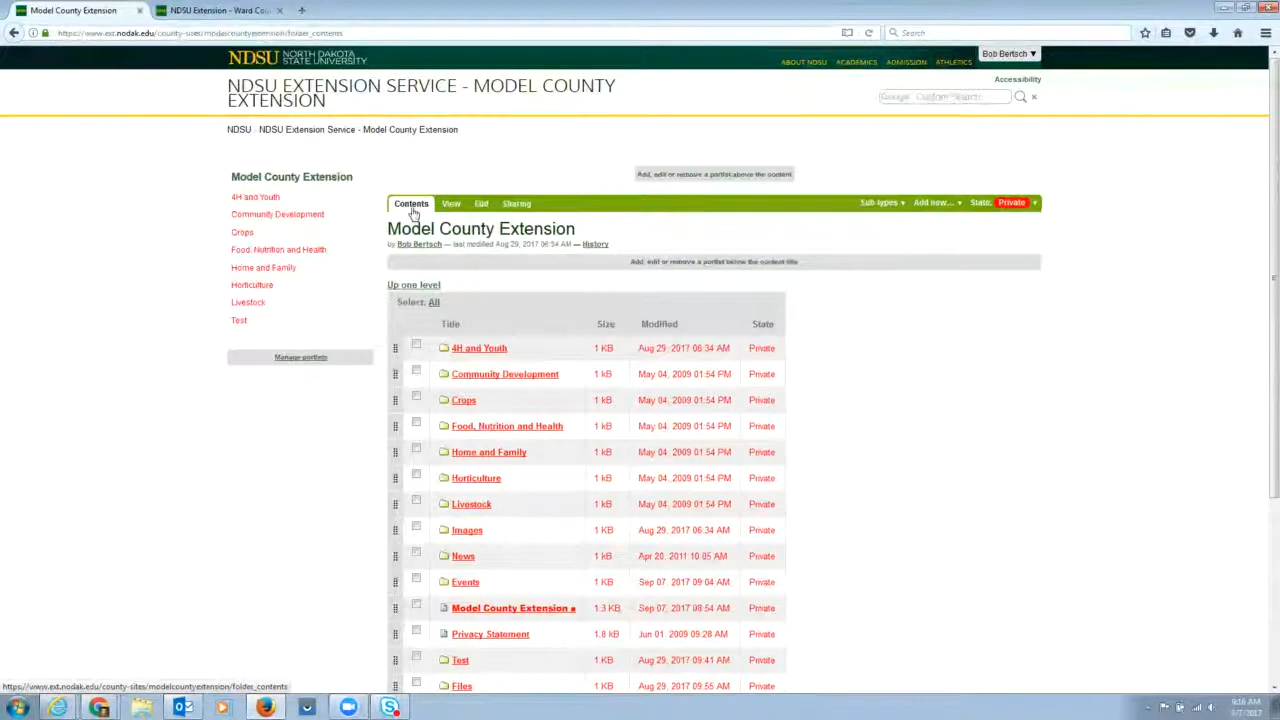 Model County Extension
NDSU Extension - Ward Cou...
https://www.ext.nodak.edu/county-sites/modelcountyextension/folder_contents
Search
NDSU NORTH DAKOTA
STATE UNIVERSITY
Bob Bertsch ▼
ABOUT NDSU ACADEMICS ADMISSION ATHLETICS
Accessibility
NDSU EXTENSION SERVICE - MODEL COUNTY
EXTENSION
Google Custom Search
NDSU NDSU Extension Service - Model County Extension
Model County Extension
4H and Youth
Community Development
Crops
Food, Nutrition and Health
Home and Family
Horticulture
Livestock
Test
Manage portlets
Add, edit or remove a portlet above the content
Contents View Edit Sharing
Sub-types ▾ Add new... ▾ State: Private ▾
Model County Extension
by Bob Bertsch — last modified Aug 29, 2017 06:34 AM — History
Add, edit or remove a portlet below the content title
Up one level
Select: All
Title Size Modified State
4H and Youth 1 KB Aug 29, 2017 06:34 AM Private
Community Development 1 kB May 04, 2009 01:54 PM Private
Crops 1 kB May 04, 2009 01:54 PM Private
Food, Nutrition and Health 1 kB May 04, 2009 01:54 PM Private
Home and Family 1 kB May 04, 2009 01:54 PM Private
Horticulture 1 kB May 04, 2009 01:54 PM Private
Livestock 1 kB May 04, 2009 01:54 PM Private
Images 1 KB Aug 29, 2017 06:34 AM Private
News 1 kB Apr 20, 2011 10:05 AM Private
Events 1 KB Sep 07, 2017 09:04 AM Private
Model County Extension ■ 1.3 KB Sep 07, 2017 08:54 AM Private
Privacy Statement 1.8 kB Jun 01, 2009 09:28 AM Private
Test 1 KB Aug 29, 2017 09:41 AM Private
Files 1 KB Aug 29, 2017 09:55 AM Private
https://www.ext.nodak.edu/county-sites/modelcountyextension/folder_contents
9:16 AM
9/7/2017